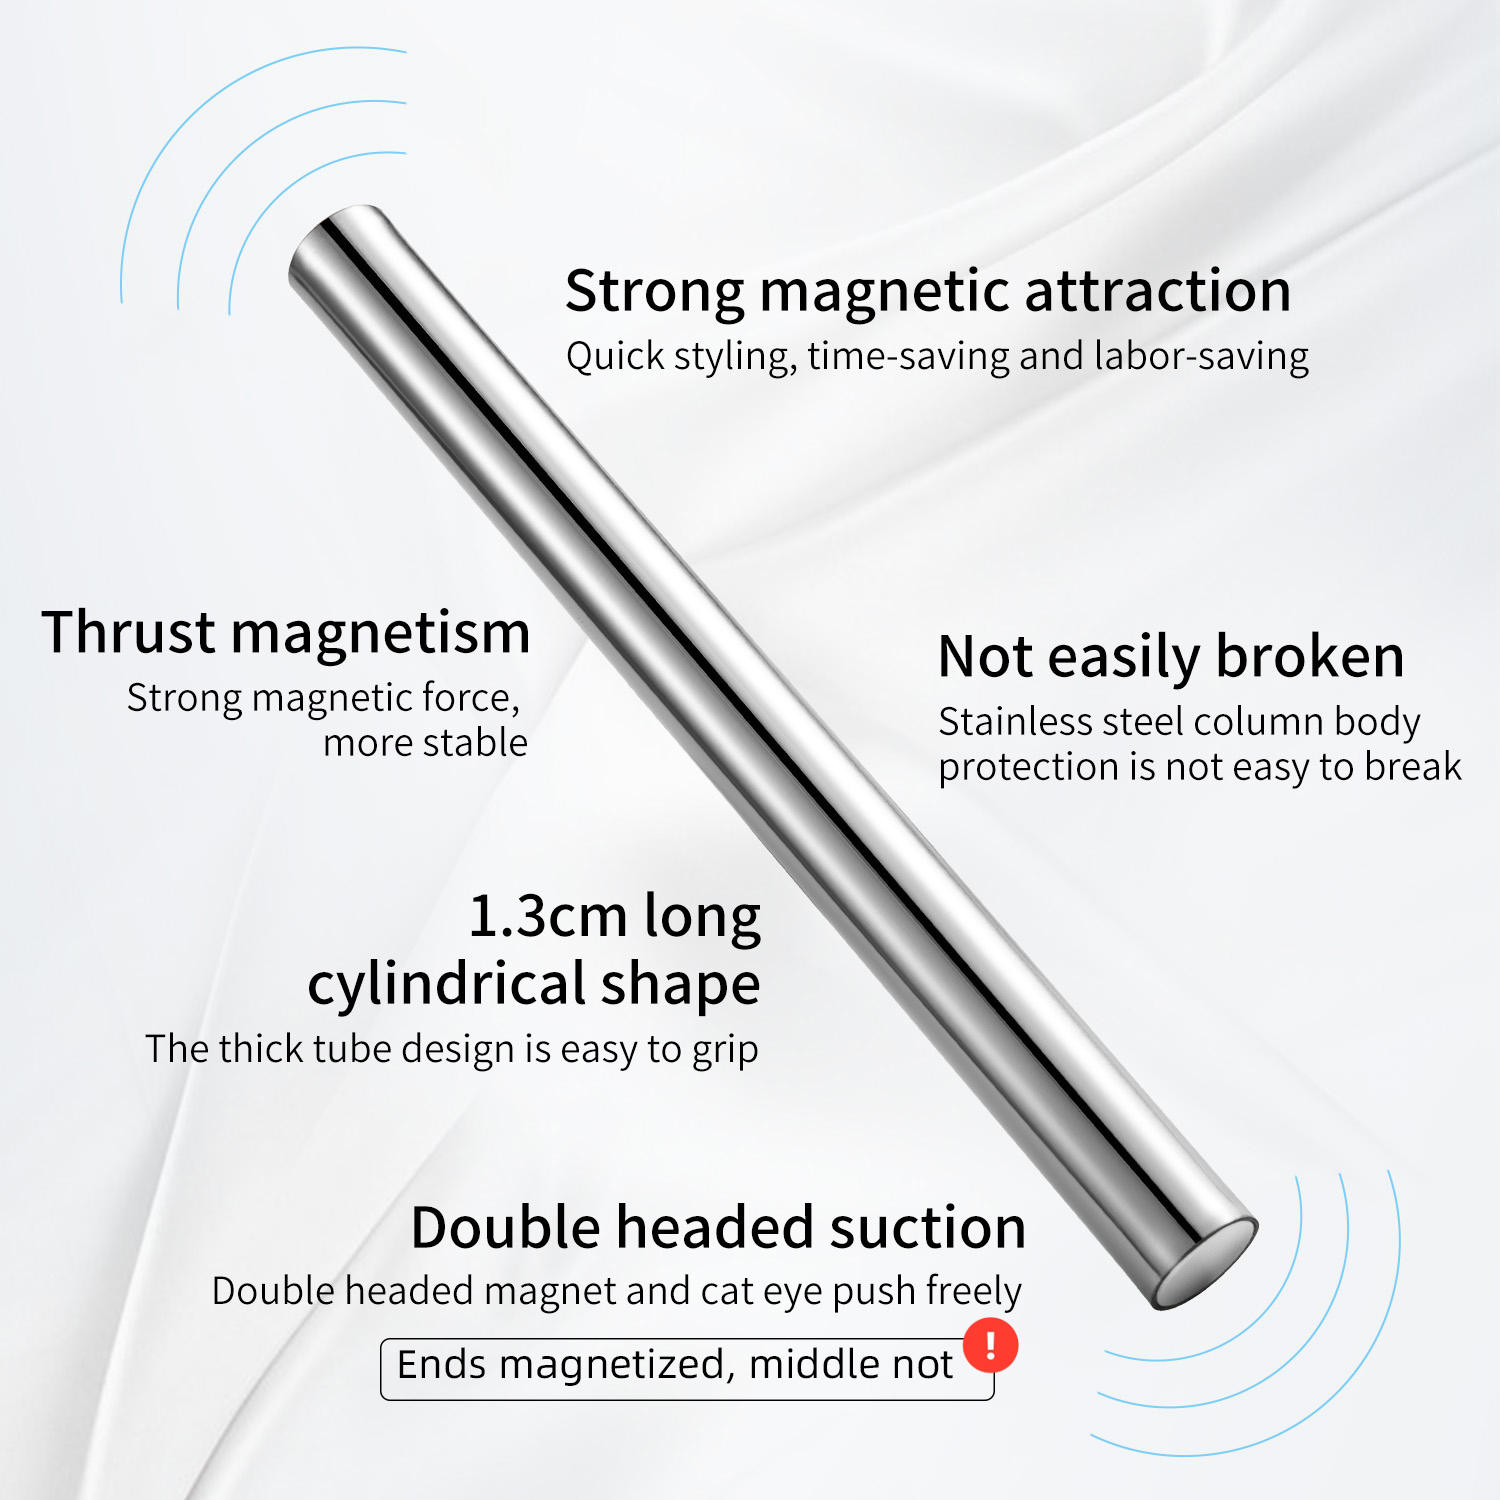 Strong magnetic attraction
Quick styling, time-saving and labor-saving
Thrust magnetism
Strong magnetic force,
more stable
Not easily broken
Stainless steel column body
protection is not easy to break
1.3cm long
cylindrical shape
The thick tube design is easy to grip
Double headed suction
Double headed magnet and cat eye push freely
Ends magnetized, middle not
!